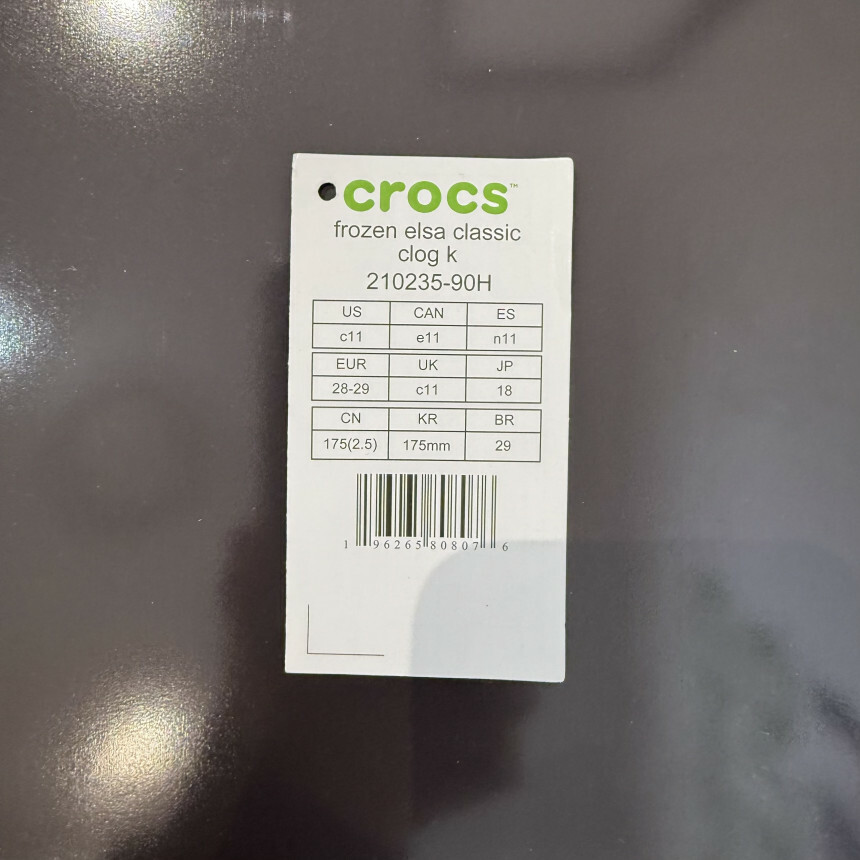 crocs™
frozen elsa classic
clog k
210235-90H
US CAN ES
c11 e11 n11
EUR UK JP
28-29 c11 18
CN KR BR
175(2.5) 175mm 29
1 96265 80807 6